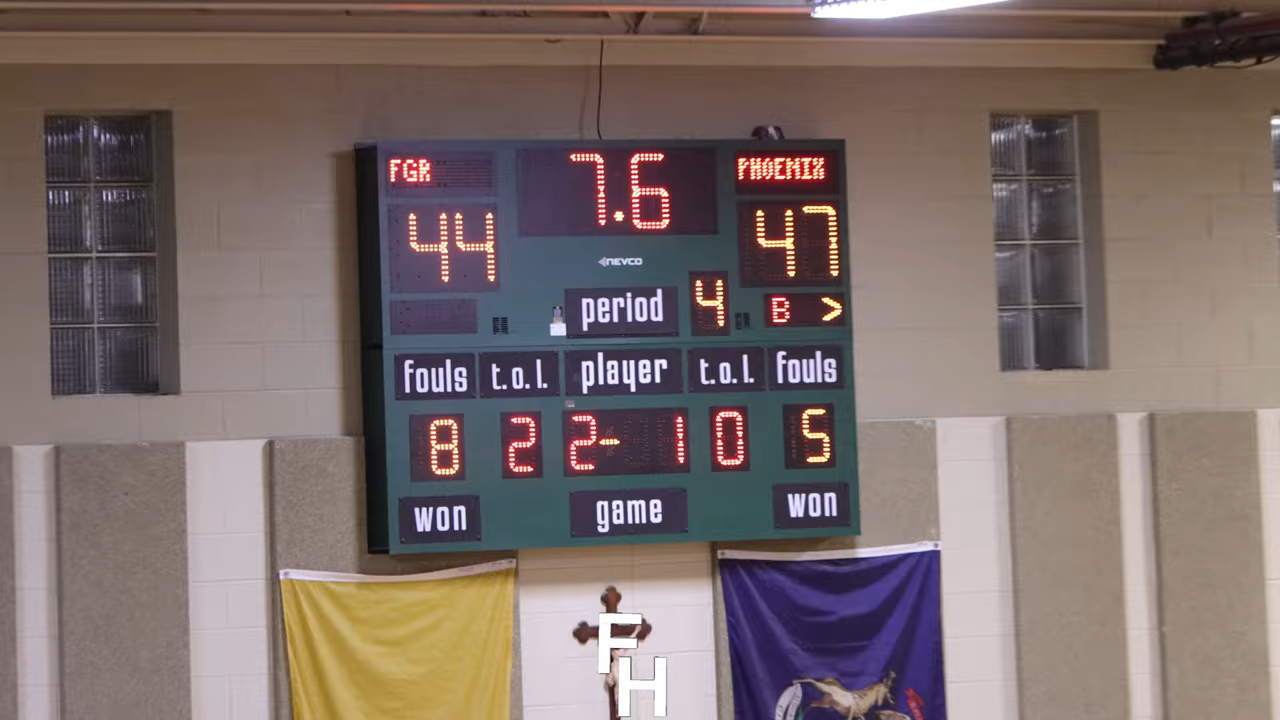 FGR 7.6 PHOENIX
44 47
NEVCO
period 4 B >
fouls t.o.l. player t.o.l. fouls
8 2 2- 1 0 5
won game won
F
H